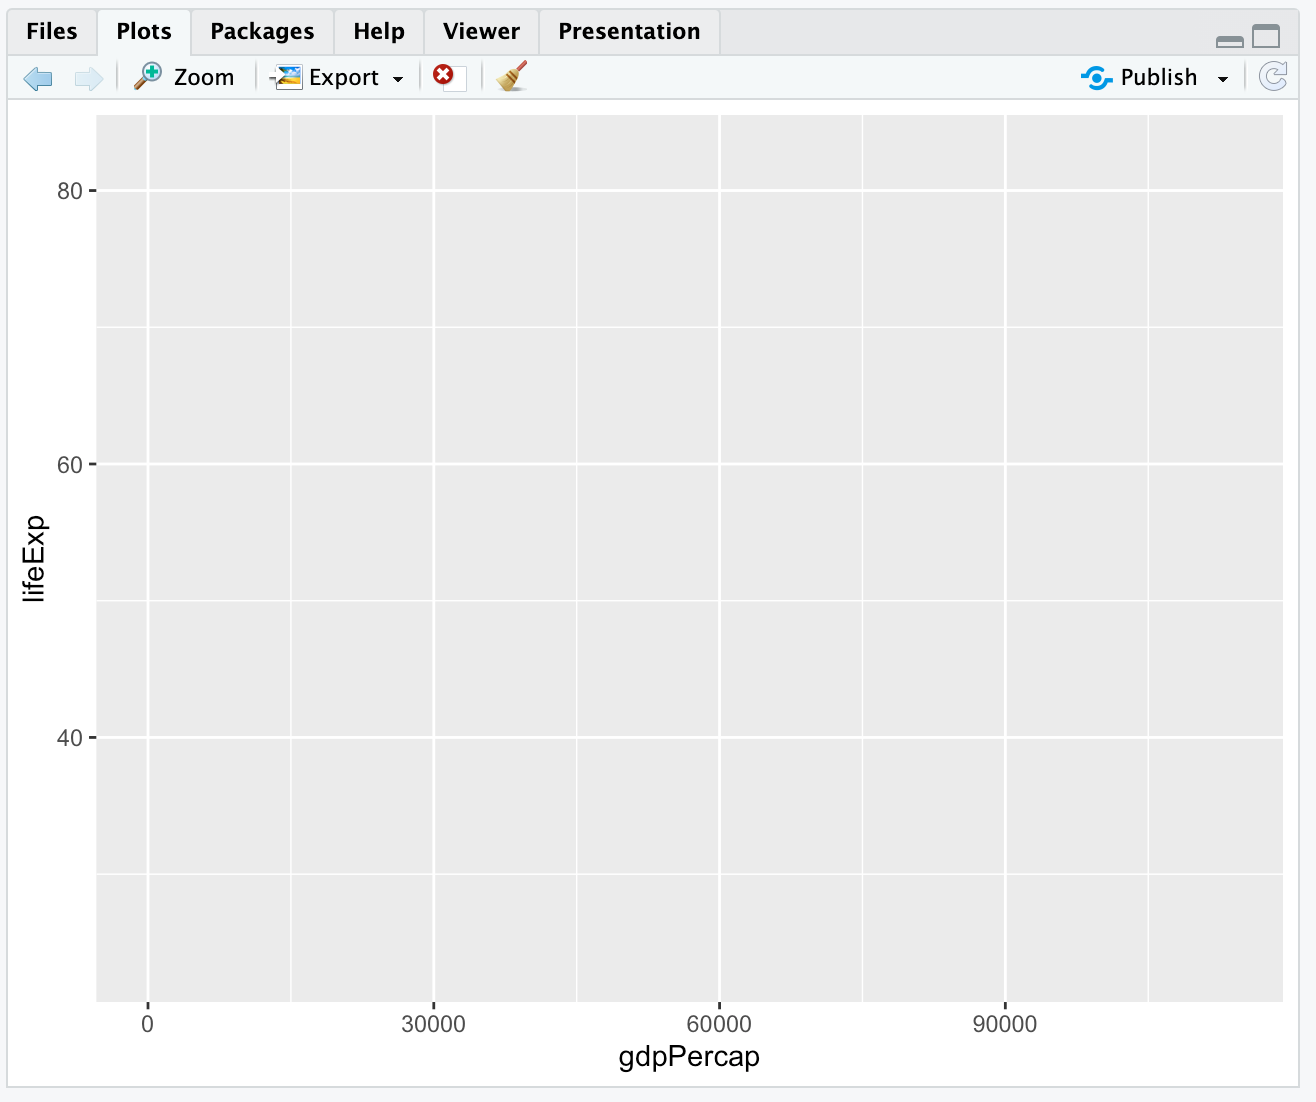 Files Plots Packages Help Viewer Presentation
Zoom Export Publish
80
60
40
lifeExp
0 30000 60000 90000
gdpPercap